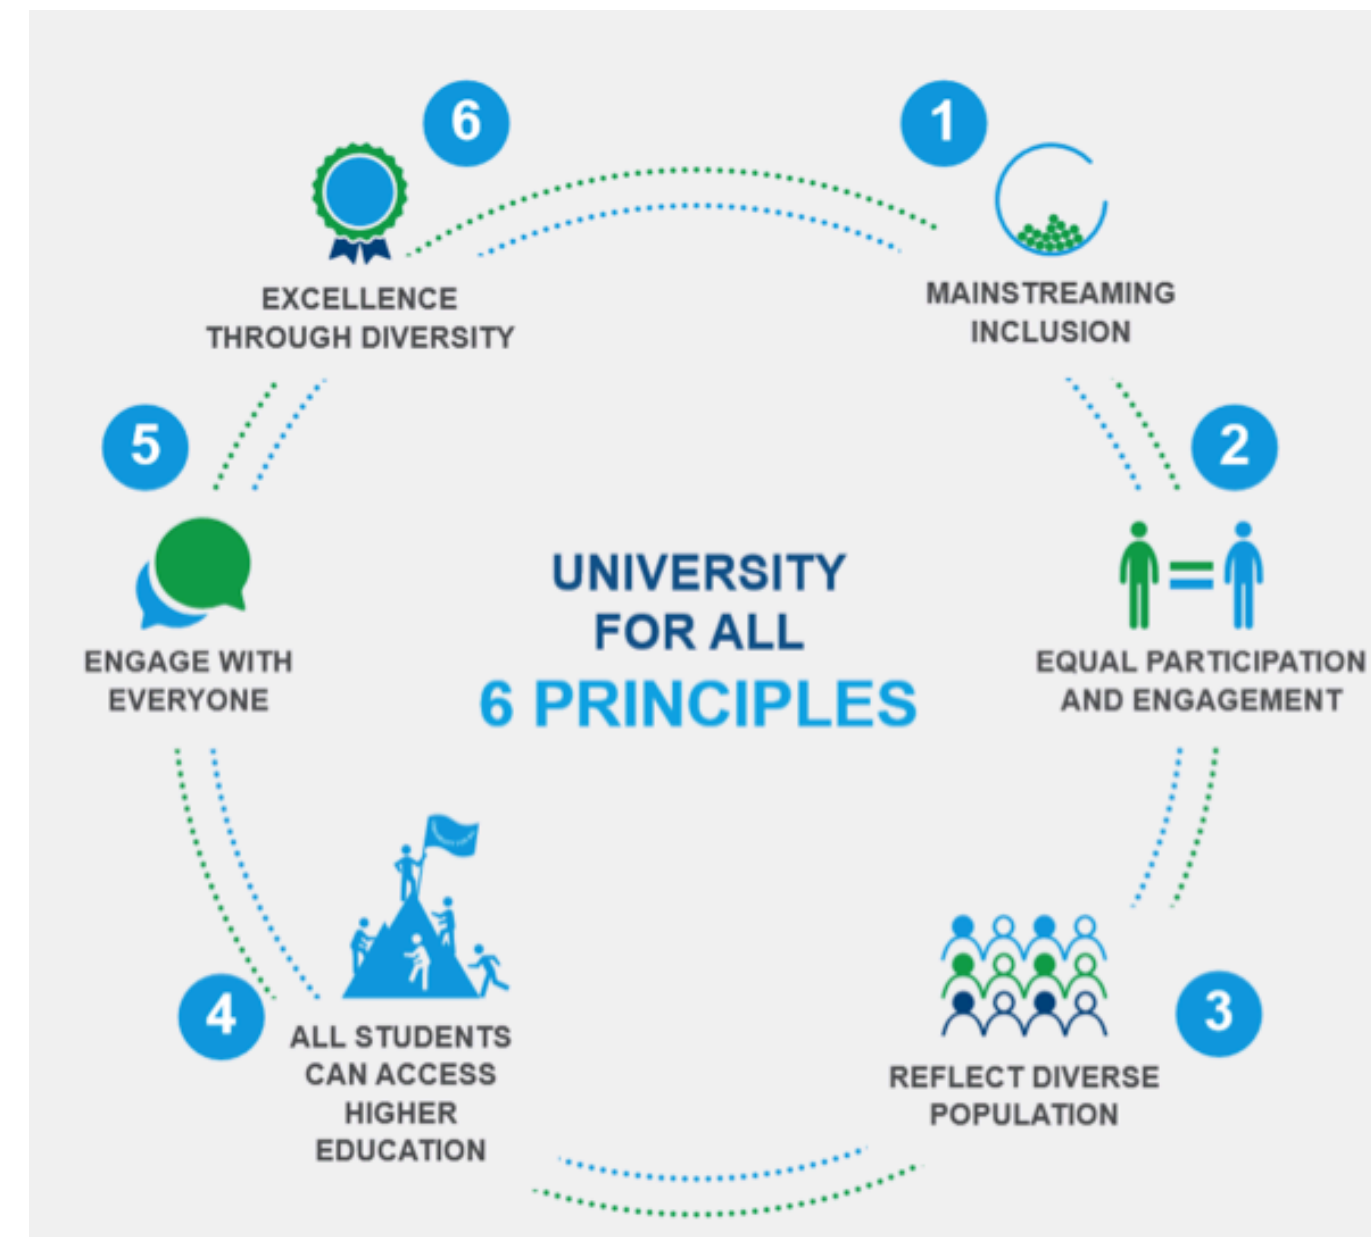 UNIVERSITY
FOR ALL
6 PRINCIPLES
1
MAINSTREAMING
INCLUSION
2
EQUAL PARTICIPATION
AND ENGAGEMENT
3
REFLECT DIVERSE
POPULATION
4
ALL STUDENTS
CAN ACCESS
HIGHER
EDUCATION
5
ENGAGE WITH
EVERYONE
6
EXCELLENCE
THROUGH DIVERSITY